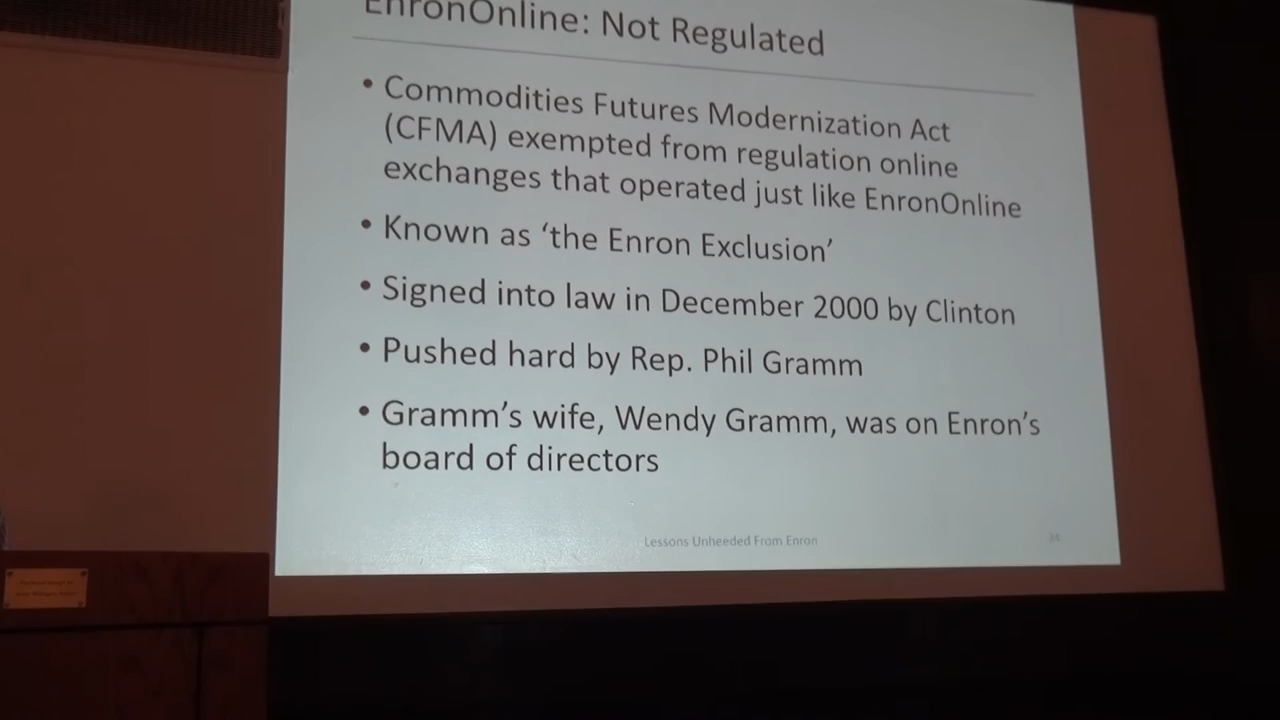 EnronOnline: Not Regulated
• Commodities Futures Modernization Act
(CFMA) exempted from regulation online
exchanges that operated just like EnronOnline
• Known as ‘the Enron Exclusion’
• Signed into law in December 2000 by Clinton
• Pushed hard by Rep. Phil Gramm
• Gramm’s wife, Wendy Gramm, was on Enron’s
board of directors
Lessons Unheeded From Enron